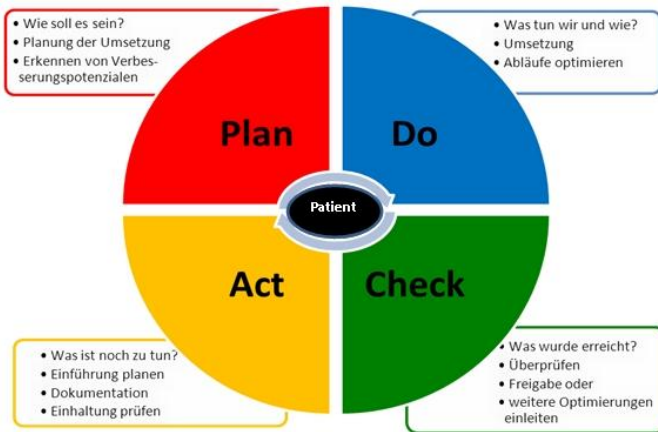 • Wie soll es sein?
• Planung der Umsetzung
• Erkennen von Verbes-
serungspotenzialen
• Was tun wir und wie?
• Umsetzung
• Abläufe optimieren
Plan
Do
Patient
Act
Check
• Was ist noch zu tun?
• Einführung planen
• Dokumentation
• Einhaltung prüfen
• Was wurde erreicht?
• Überprüfen
• Freigabe oder
• weitere Optimierungen
einleiten